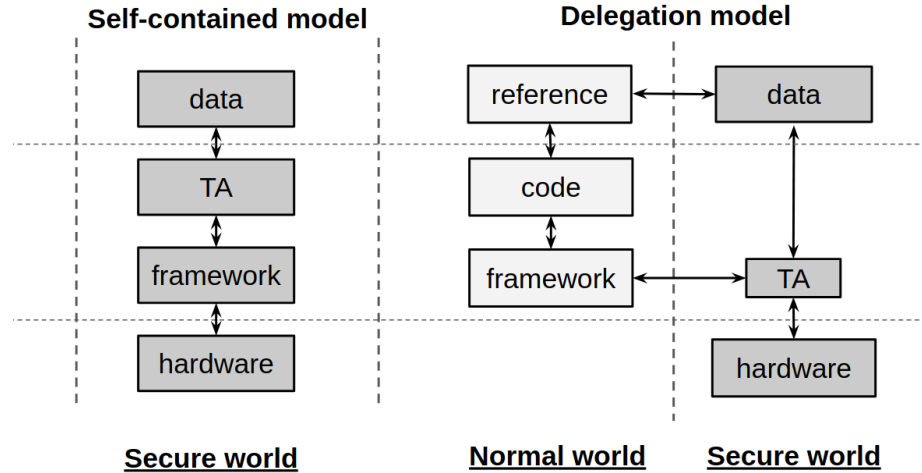 Self-contained model
data
TA
framework
hardware
Secure world
Delegation model
reference
data
code
framework
TA
hardware
Normal world
Secure world